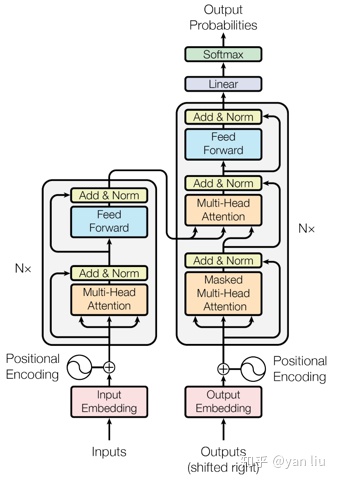 Output
Probabilities
Softmax
Linear
Add & Norm
Feed
Forward
Add & Norm
Multi-Head
Attention
Add & Norm
Masked
Multi-Head
Attention
N×
Add & Norm
Feed
Forward
N×
Add & Norm
Multi-Head
Attention
Positional
Encoding
Positional
Encoding
Input
Embedding
Output
Embedding
Inputs
Outputs
(shifted right)
知乎 @yan liu